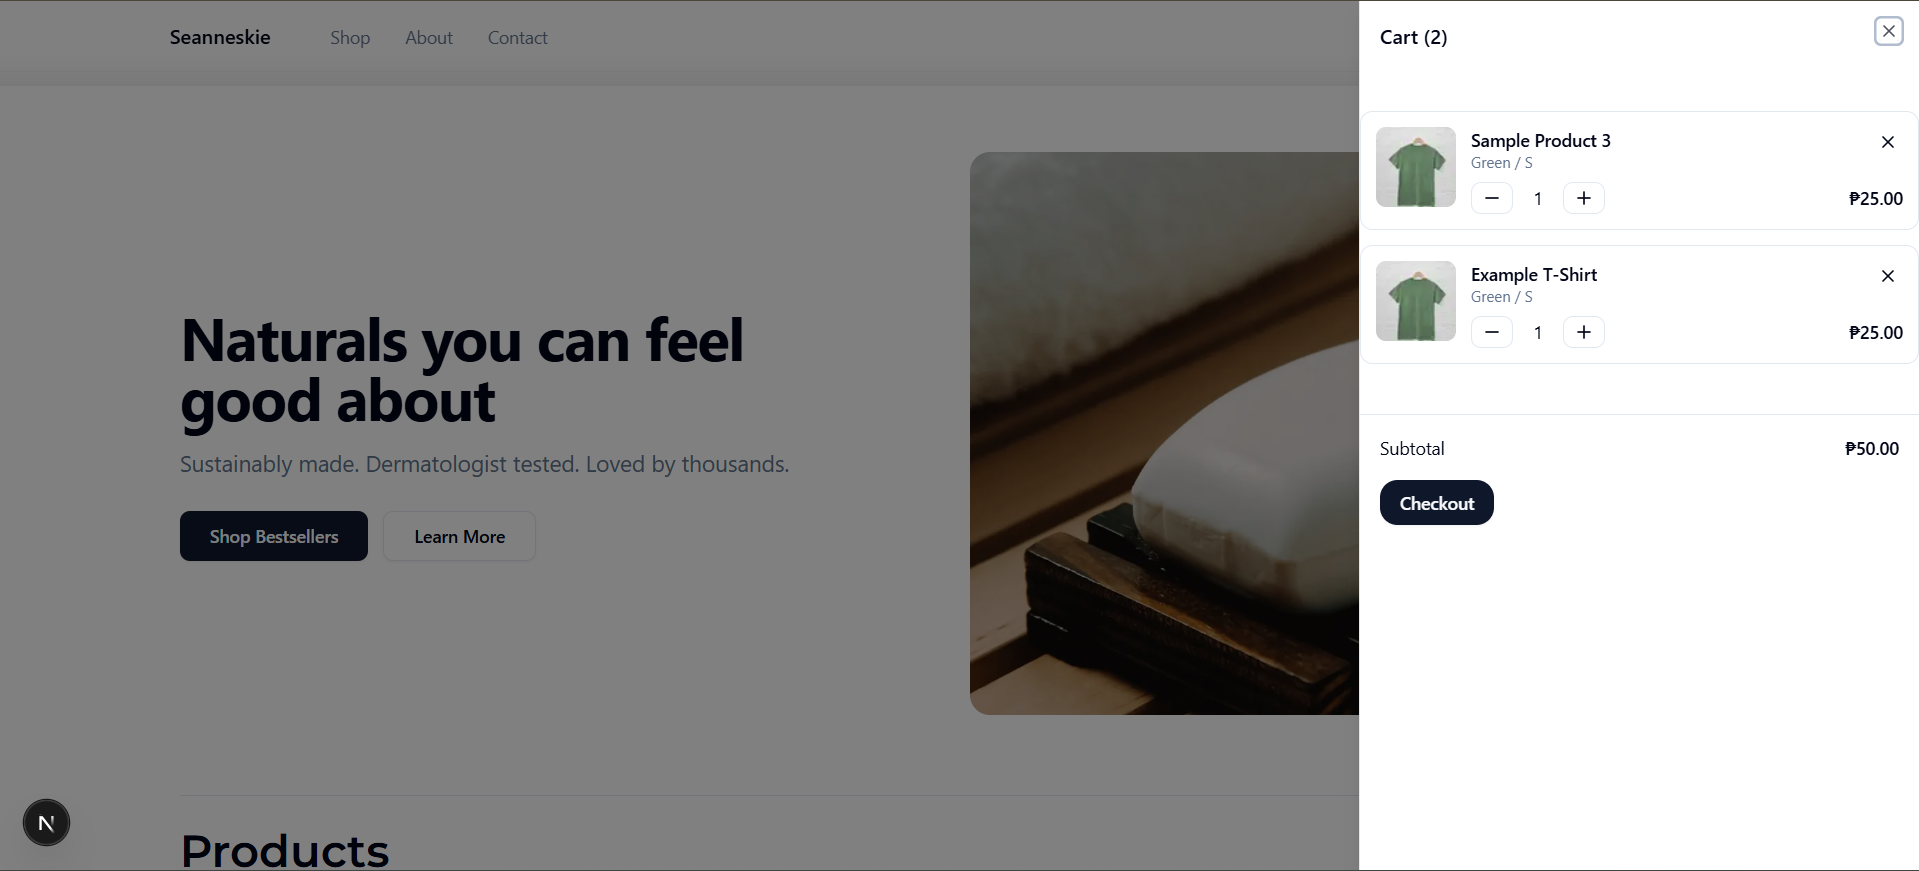 Seanneskie
Shop
About
Contact
Naturals you can feel
good about
Sustainably made. Dermatologist tested. Loved by thousands.
Shop Bestsellers
Learn More
Products
N
Cart (2)
Sample Product 3
Green / S
1
₱25.00
Example T-Shirt
Green / S
1
₱25.00
Subtotal
₱50.00
Checkout